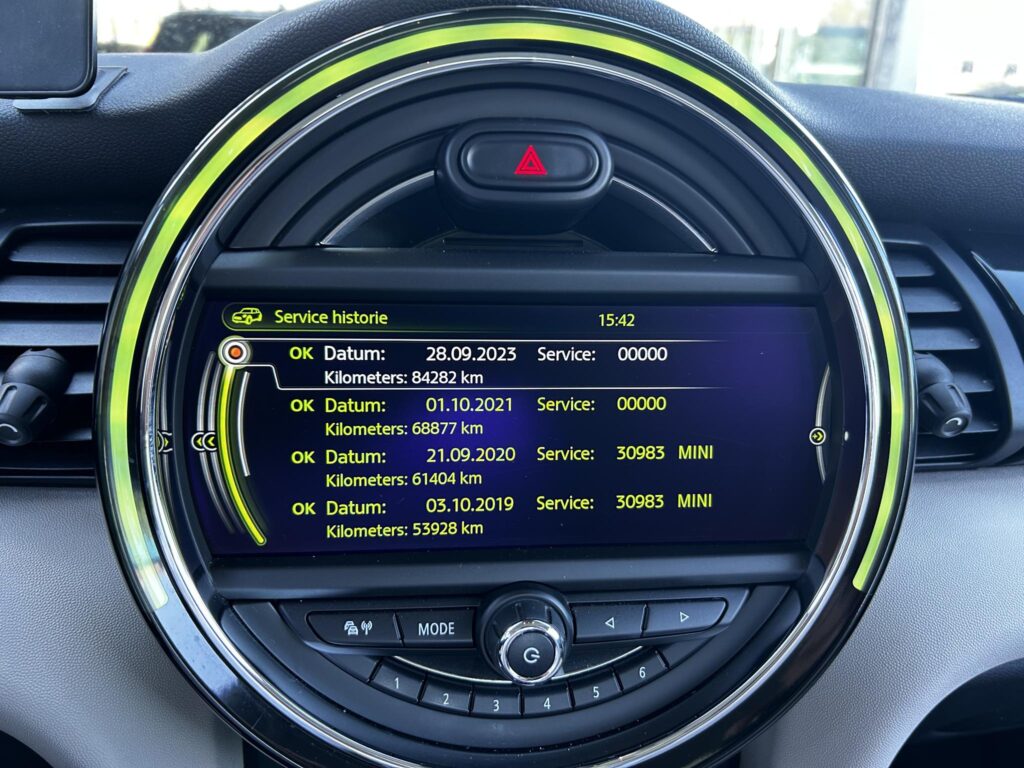 Service historie 15:42
OK Datum: 28.09.2023 Service: 00000
Kilometers: 84282 km
OK Datum: 01.10.2021 Service: 00000
Kilometers: 68877 km
OK Datum: 21.09.2020 Service: 30983 MINI
Kilometers: 61404 km
OK Datum: 03.10.2019 Service: 30983 MINI
Kilometers: 53928 km
MODE
1 2 3 4 5 6